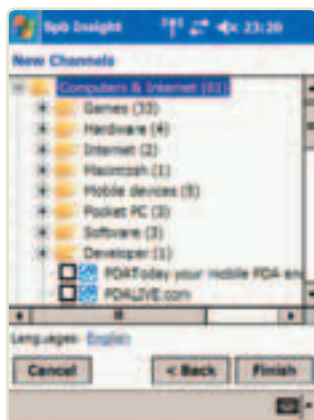 Spb Insight 23:20
New Channels
Computers & Internet
Games (33)
Hardware (4)
Internet (2)
Macintosh (1)
Mobile devices (5)
Pocket PC (3)
Software (3)
Developer (1)
PDAToday your mobile PDA en
PDALIVE.com
Languages: English
Cancel < Back Finish